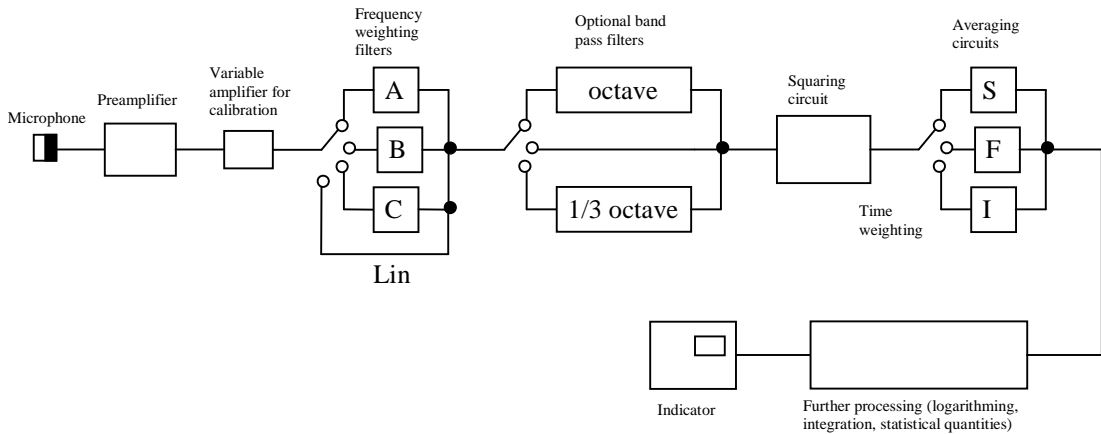 Microphone
Preamplifier
Variable
amplifier for
calibration
Frequency
weighting
filters
A
B
C
Lin
Optional band
pass filters
octave
1/3 octave
Squaring
circuit
Averaging
circuits
S
F
I
Time
weighting
Indicator
Further processing (logarithming,
integration, statistical quantities)